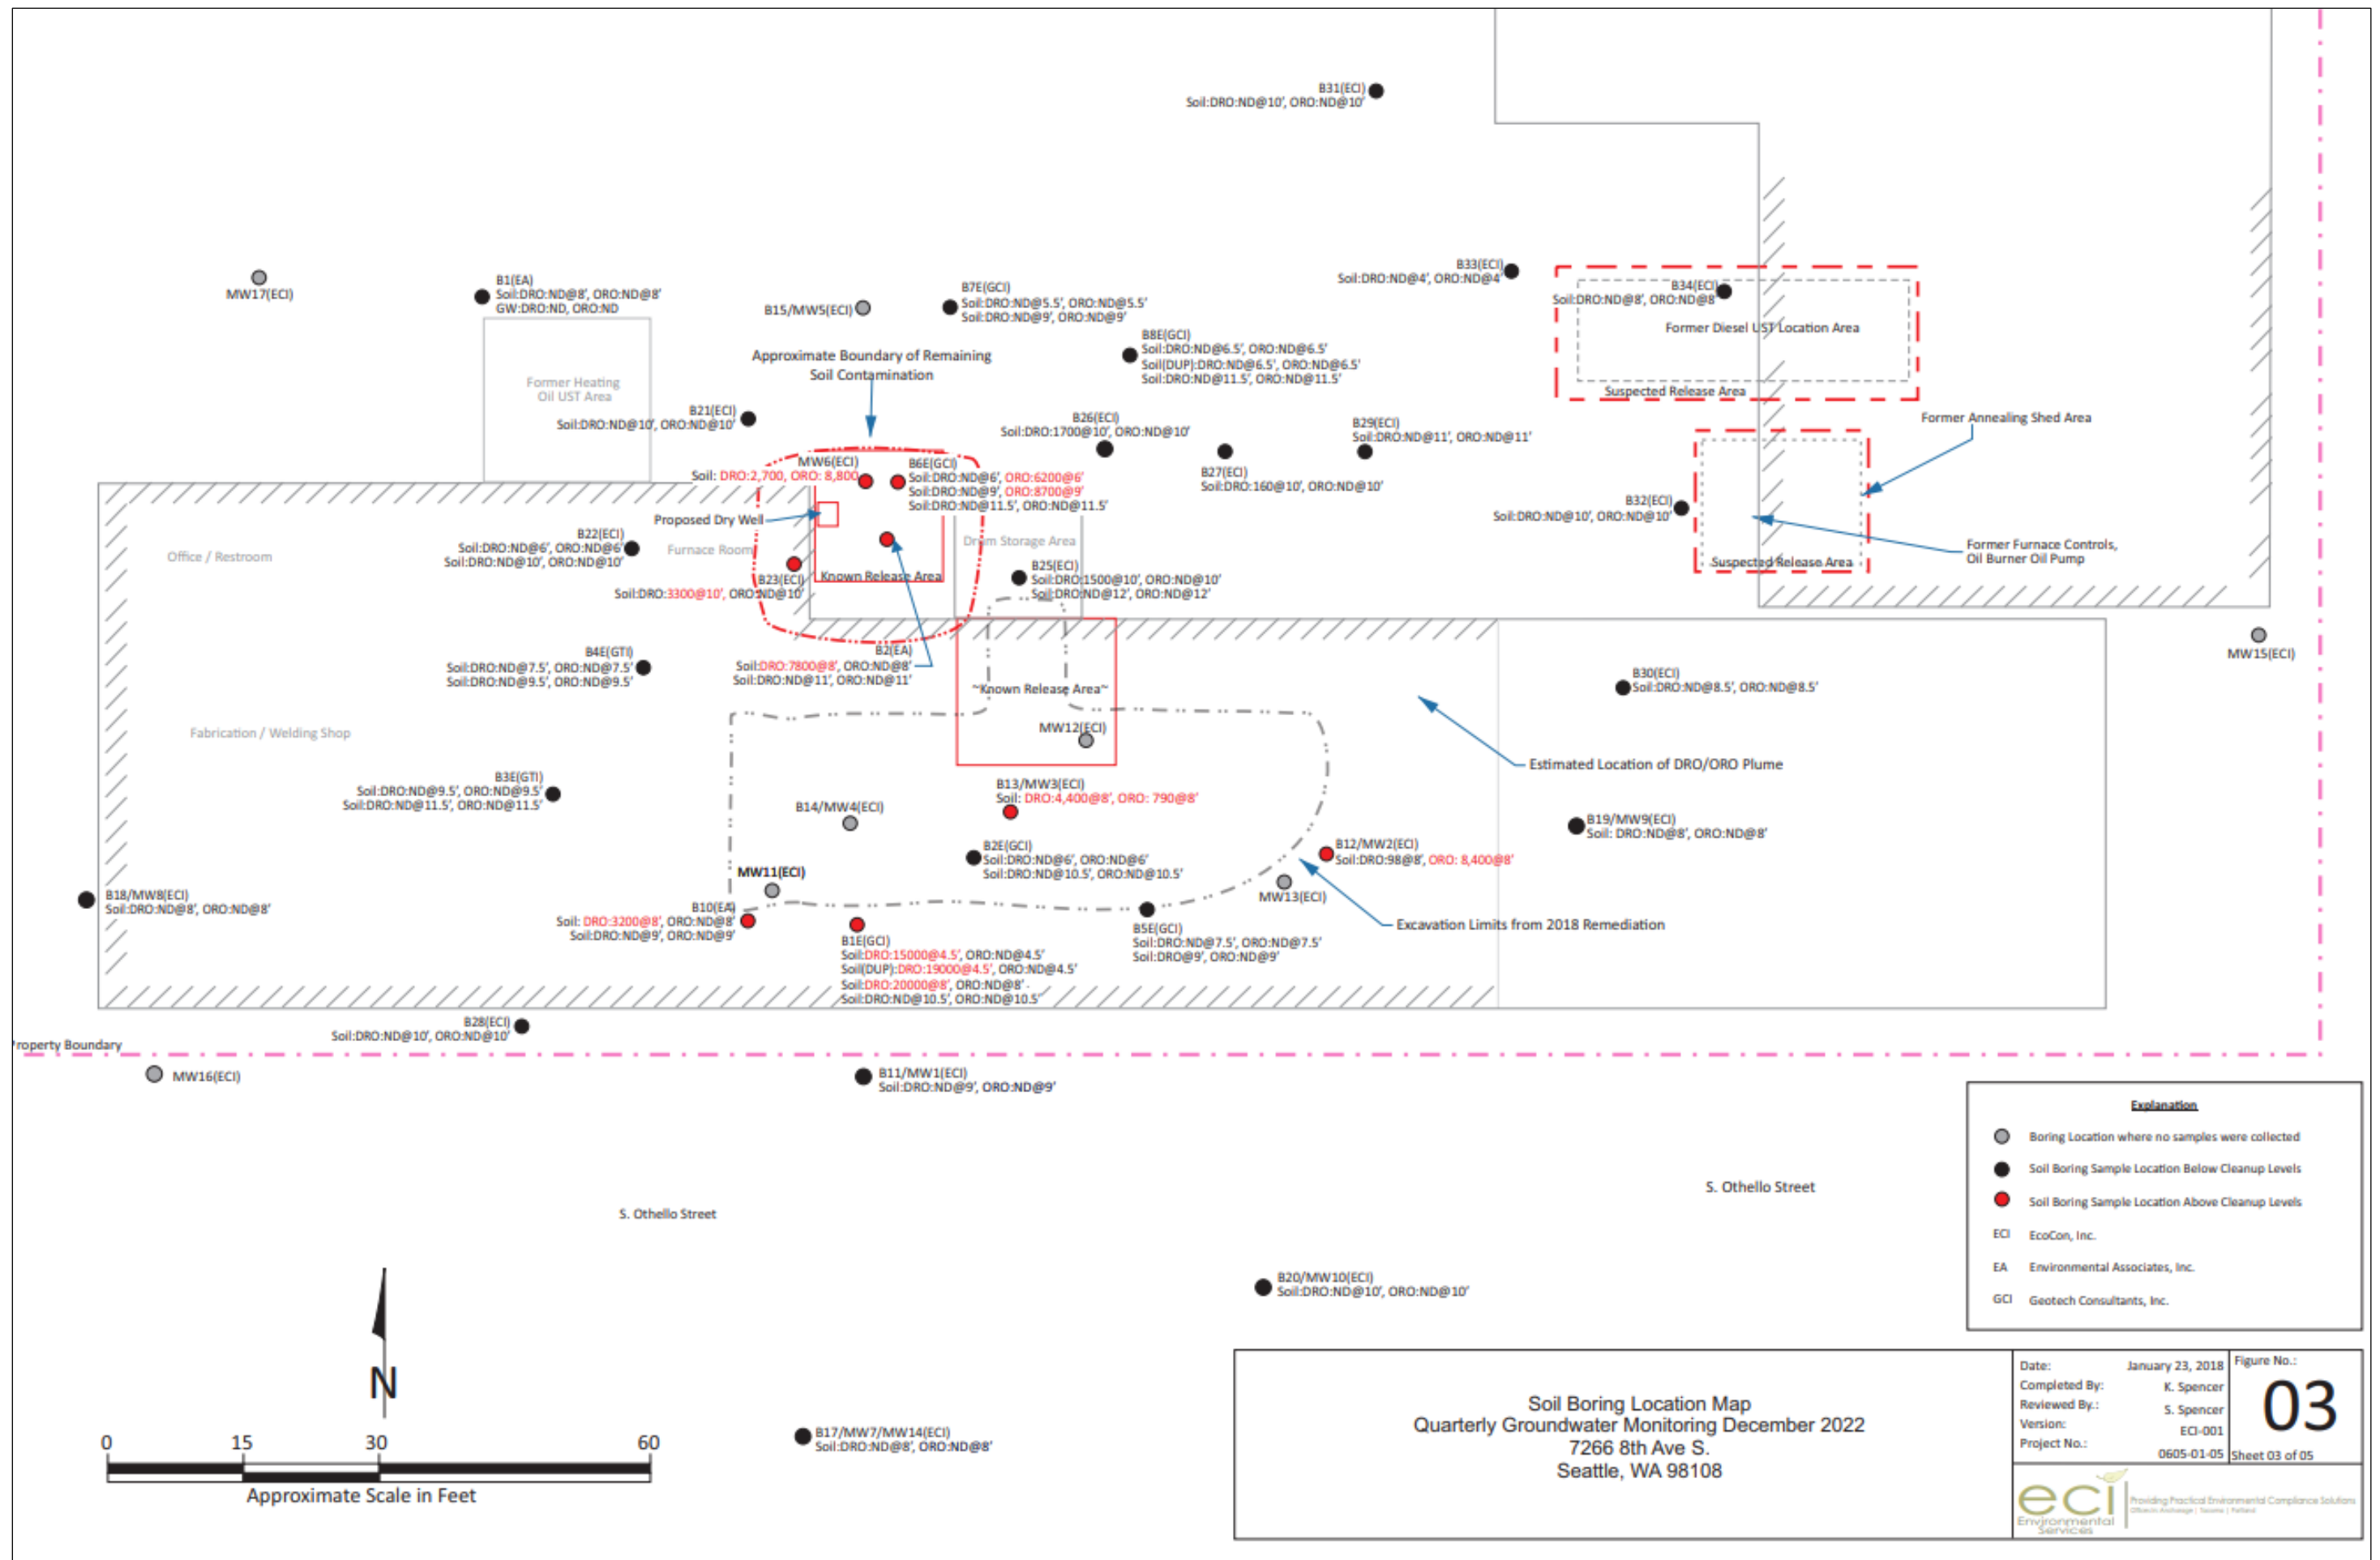 B31(ECI)
Soil:DRO:ND@10', ORO:ND@10'
MW17(ECI)
B1(EA)
Soil:DRO:ND@8', ORO:ND@8'
GW:DRO:ND, ORO:ND
B15/MW5(ECI)
B7E(GCI)
Soil:DRO:ND@5.5', ORO:ND@5.5'
Soil:DRO:ND@9', ORO:ND@9'
B33(ECI)
Soil:DRO:ND@4', ORO:ND@4'
B34(ECI)
Soil:DRO:ND@8', ORO:ND@8'
Former Diesel UST Location Area
Suspected Release Area
B8E(GCI)
Soil:DRO:ND@6.5', ORO:ND@6.5'
Soil(DUP):DRO:ND@6.5', ORO:ND@6.5'
Soil:DRO:ND@11.5', ORO:ND@11.5'
Approximate Boundary of Remaining
Soil Contamination
Former Heating
Oil UST Area
B21(ECI)
Soil:DRO:ND@10', ORO:ND@10'
B26(ECI)
Soil:DRO:1700@10', ORO:ND@10'
B29(ECI)
Soil:DRO:ND@11', ORO:ND@11'
Former Annealing Shed Area
MW6(ECI)
Soil: DRO:2,700, ORO: 8,800
B6E(GCI)
Soil:DRO:ND@6', ORO:6200@6'
Soil:DRO:ND@9', ORO:8700@9'
Soil:DRO:ND@11.5', ORO:ND@11.5'
B27(ECI)
Soil:DRO:160@10', ORO:ND@10'
B32(ECI)
Soil:DRO:ND@10', ORO:ND@10'
Proposed Dry Well
B22(ECI)
Soil:DRO:ND@6', ORO:ND@6'
Soil:DRO:ND@10', ORO:ND@10'
Office / Restroom
Furnace Room
Drum Storage Area
Former Furnace Controls,
Oil Burner Oil Pump
Suspected Release Area
B23(ECI)
Soil:DRO:3300@10', ORO:ND@10'
Known Release Area
B25(ECI)
Soil:DRO:1500@10', ORO:ND@10'
Soil:DRO:ND@12', ORO:ND@12'
B4E(GTI)
Soil:DRO:ND@7.5', ORO:ND@7.5'
Soil:DRO:ND@9.5', ORO:ND@9.5'
B2(EA)
Soil:DRO:7800@8', ORO:ND@8'
Soil:DRO:ND@11', ORO:ND@11'
~Known Release Area~
MW15(ECI)
B30(ECI)
Soil:DRO:ND@8.5', ORO:ND@8.5'
Fabrication / Welding Shop
MW12(ECI)
Estimated Location of DRO/ORO Plume
B3E(GTI)
Soil:DRO:ND@9.5', ORO:ND@9.5'
Soil:DRO:ND@11.5', ORO:ND@11.5'
B14/MW4(ECI)
B13/MW3(ECI)
Soil: DRO:4,400@8', ORO: 790@8'
B19/MW9(ECI)
Soil: DRO:ND@8', ORO:ND@8'
B2E(GCI)
Soil:DRO:ND@6', ORO:ND@6'
Soil:DRO:ND@10.5', ORO:ND@10.5'
B12/MW2(ECI)
Soil:DRO:98@8', ORO: 8,400@8'
MW11(ECI)
MW13(ECI)
B18/MW8(ECI)
Soil:DRO:ND@8', ORO:ND@8'
B10(EA)
Soil: DRO:3200@8', ORO:ND@8'
Soil:DRO:ND@9', ORO:ND@9'
B1E(GCI)
Soil:DRO:15000@4.5', ORO:ND@4.5'
Soil(DUP):DRO:19000@4.5', ORO:ND@4.5'
Soil:DRO:20000@8', ORO:ND@8'
Soil:DRO:ND@10.5', ORO:ND@10.5'
B5E(GCI)
Soil:DRO:ND@7.5', ORO:ND@7.5'
Soil:DRO@9', ORO:ND@9'
Excavation Limits from 2018 Remediation
B28(ECI)
Soil:DRO:ND@10', ORO:ND@10'
roperty Boundary
MW16(ECI)
B11/MW1(ECI)
Soil:DRO:ND@9', ORO:ND@9'
S. Othello Street
S. Othello Street
B20/MW10(ECI)
Soil:DRO:ND@10', ORO:ND@10'
B17/MW7/MW14(ECI)
Soil:DRO:ND@8', ORO:ND@8'
N
0 15 30 60
Approximate Scale in Feet
Explanation
Boring Location where no samples were collected
Soil Boring Sample Location Below Cleanup Levels
Soil Boring Sample Location Above Cleanup Levels
ECI EcoCon, Inc.
EA Environmental Associates, Inc.
GCI Geotech Consultants, Inc.
Soil Boring Location Map
Quarterly Groundwater Monitoring December 2022
7266 8th Ave S.
Seattle, WA 98108
Date: January 23, 2018
Completed By: K. Spencer
Reviewed By.: S. Spencer
Version: ECI-001
Project No.: 0605-01-05
Figure No.:
03
Sheet 03 of 05
eci
Environmental
Services
Providing Practical Environmental Compliance Solutions
Offices in Anchorage | Tacoma | Portland